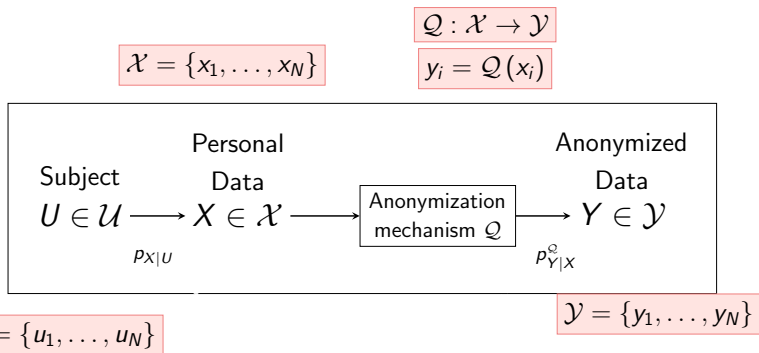 𝒬 : 𝒳 → 𝒴
𝒳 = {x₁, . . . , x_N}
yᵢ = 𝒬(xᵢ)
Subject
U ∈ 𝒰
p_{X|U}
Personal
Data
X ∈ 𝒳
Anonymization
mechanism 𝒬
p^𝒬_{Y|X}
Anonymized
Data
Y ∈ 𝒴
= {u₁, . . . , u_N}
𝒴 = {y₁, . . . , y_N}